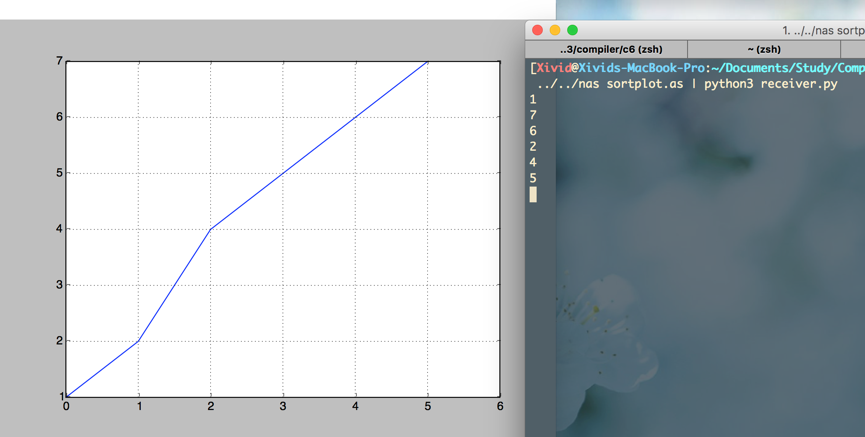 7
6
5
4
3
2
1
0 1 2 3 4 5 6
1. ../../nas sortp
..3/compiler/c6 (zsh) ~ (zsh)
[Xivid@Xivids-MacBook-Pro:~/Documents/Study/Comp
../../nas sortplot.as | python3 receiver.py
1
7
6
2
4
5